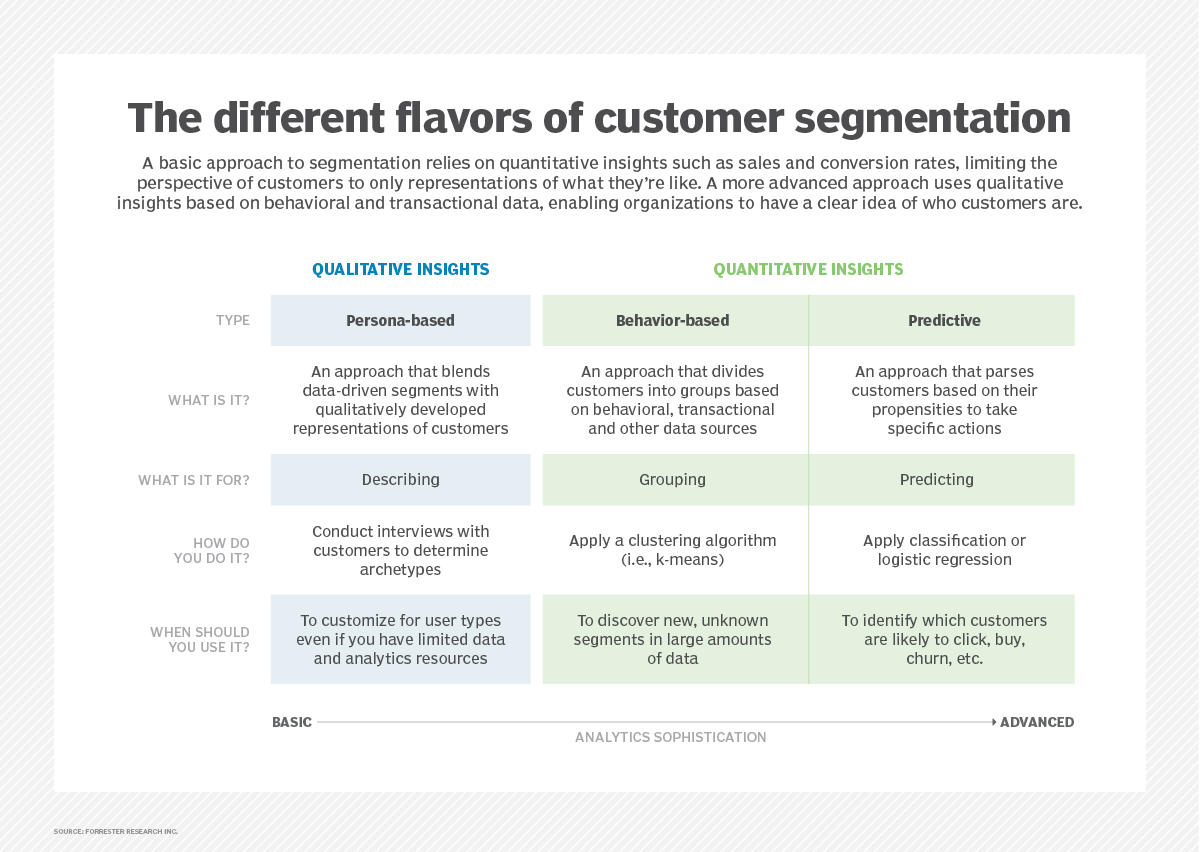 The different flavors of customer segmentation
A basic approach to segmentation relies on quantitative insights such as sales and conversion rates, limiting the
perspective of customers to only representations of what they’re like. A more advanced approach uses qualitative
insights based on behavioral and transactional data, enabling organizations to have a clear idea of who customers are.
QUALITATIVE INSIGHTS
QUANTITATIVE INSIGHTS
TYPE
Persona-based
Behavior-based
Predictive
WHAT IS IT?
An approach that blends
data-driven segments with
qualitatively developed
representations of customers
An approach that divides
customers into groups based
on behavioral, transactional
and other data sources
An approach that parses
customers based on their
propensities to take
specific actions
WHAT IS IT FOR?
Describing
Grouping
Predicting
HOW DO
YOU DO IT?
Conduct interviews with
customers to determine
archetypes
Apply a clustering algorithm
(i.e., k-means)
Apply classification or
logistic regression
WHEN SHOULD
YOU USE IT?
To customize for user types
even if you have limited data
and analytics resources
To discover new, unknown
segments in large amounts
of data
To identify which customers
are likely to click, buy,
churn, etc.
BASIC
ADVANCED
ANALYTICS SOPHISTICATION
SOURCE: FORRESTER RESEARCH INC.